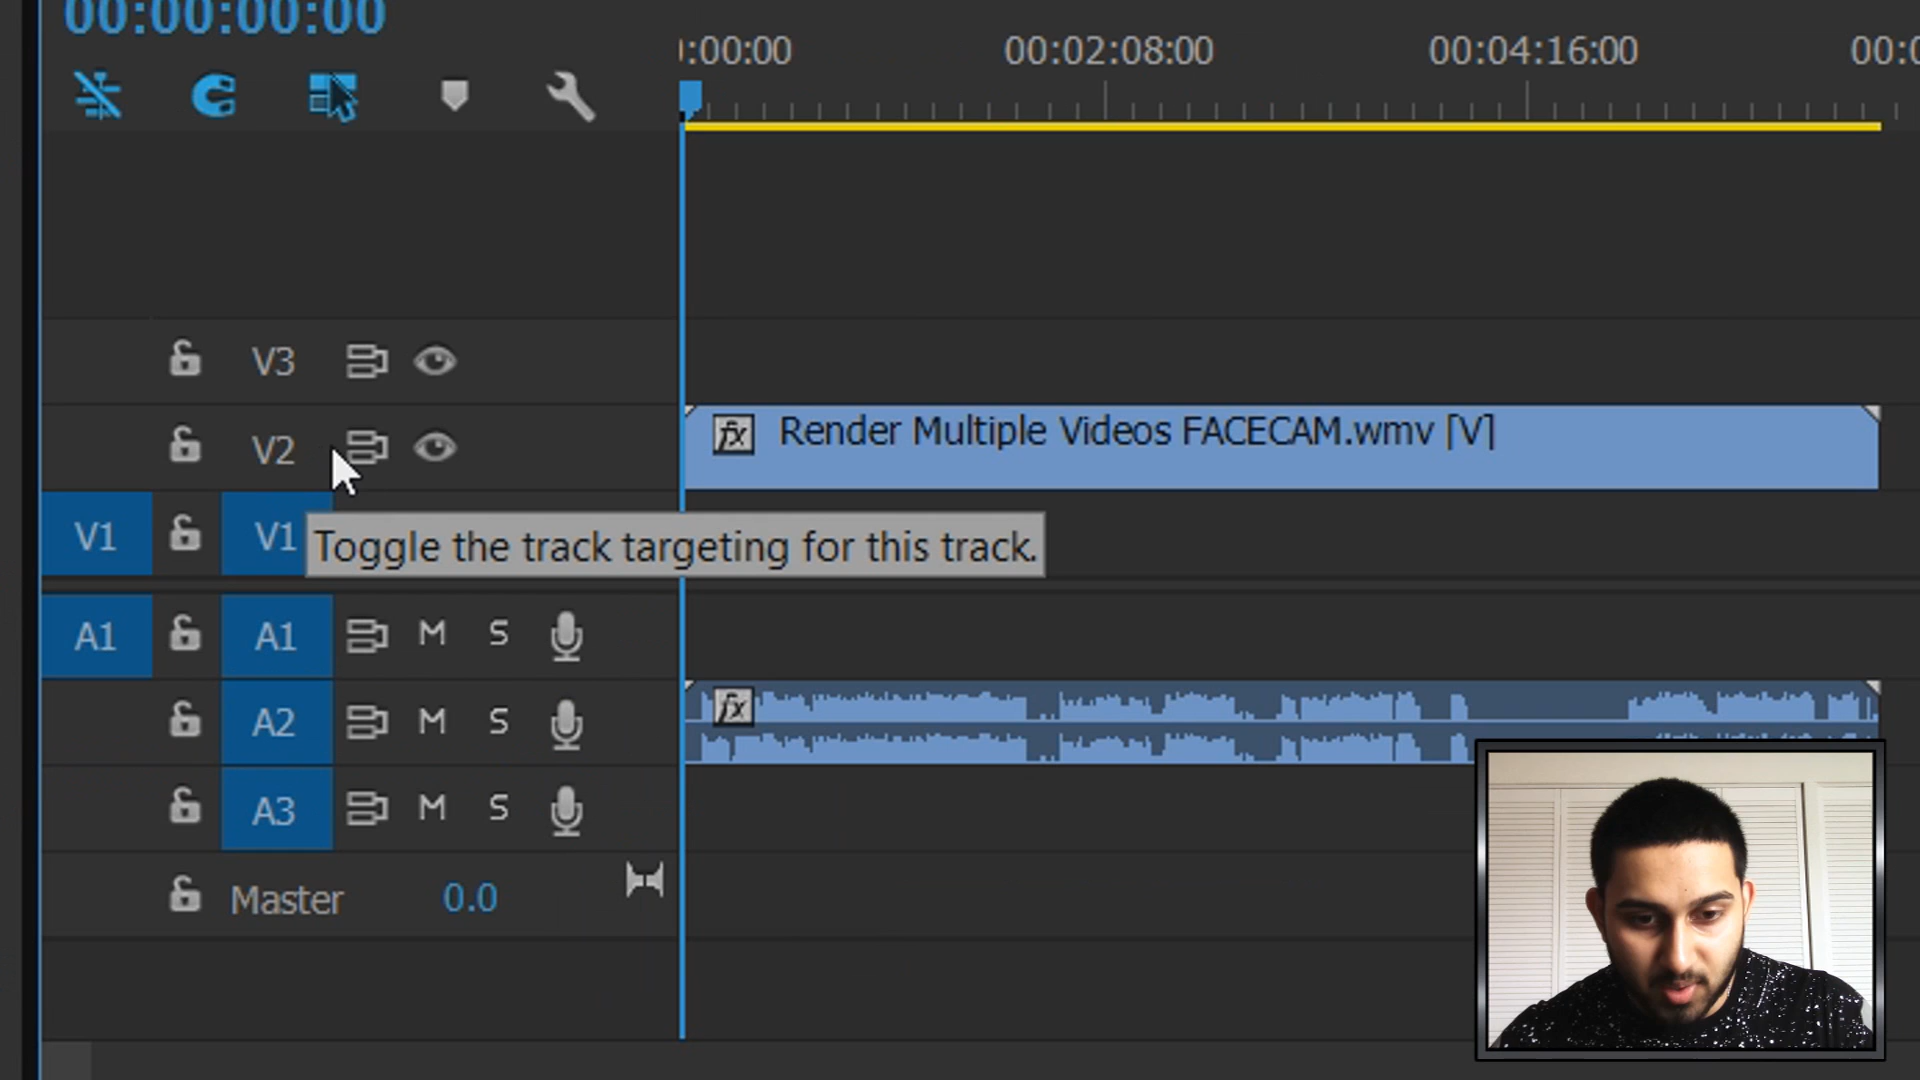 00:00:00:00
:00:00 00:02:08:00 00:04:16:00 00:0
V3
V2 fx Render Multiple Videos FACECAM.wmv [V]
V1 V1 Toggle the track targeting for this track.
A1 A1 M S
A2 M S fx
A3 M S
Master 0.0